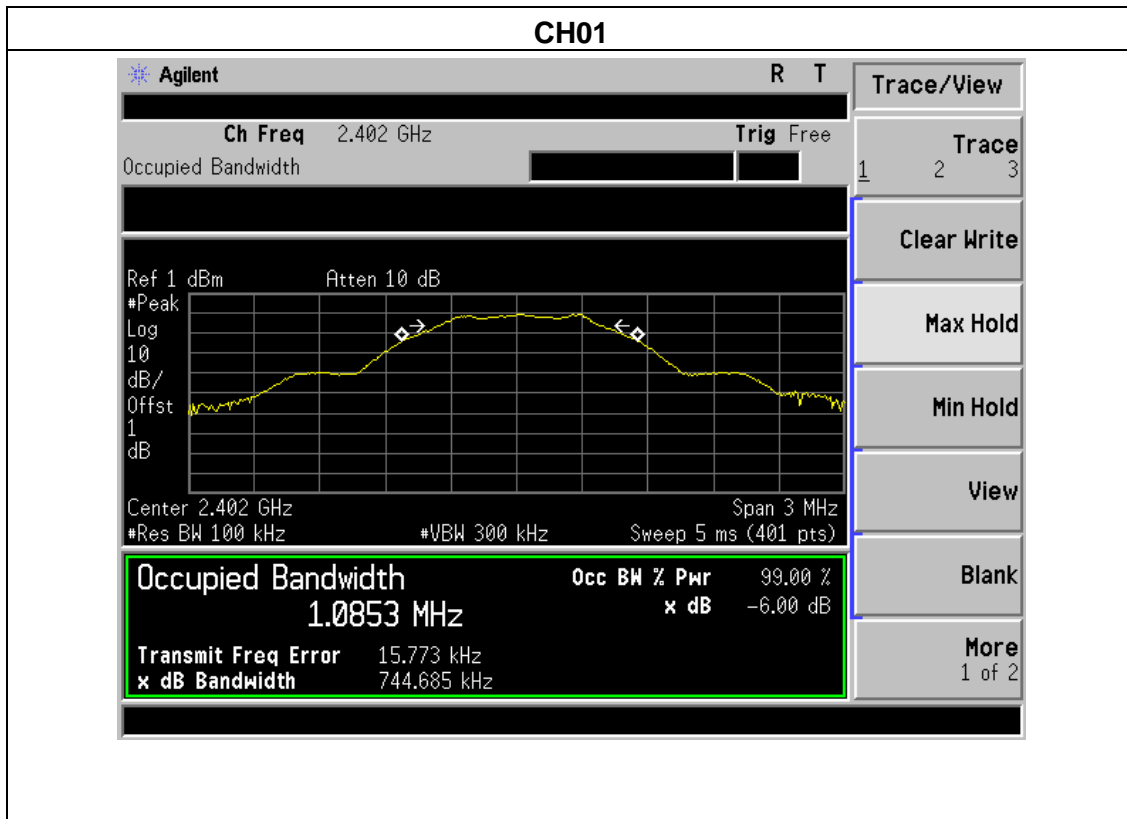 CH01
Agilent R T
Trace/View
Ch Freq 2.402 GHz Trig Free
Occupied Bandwidth
Trace
1 2 3
Clear Write
Max Hold
Min Hold
View
Blank
More
1 of 2
Ref 1 dBm Atten 10 dB
#Peak
Log
10
dB/
Offst
1
dB
Center 2.402 GHz Span 3 MHz
#Res BW 100 kHz #VBW 300 kHz Sweep 5 ms (401 pts)
Occupied Bandwidth Occ BW % Pwr 99.00 %
1.0853 MHz x dB -6.00 dB
Transmit Freq Error 15.773 kHz
x dB Bandwidth 744.685 kHz